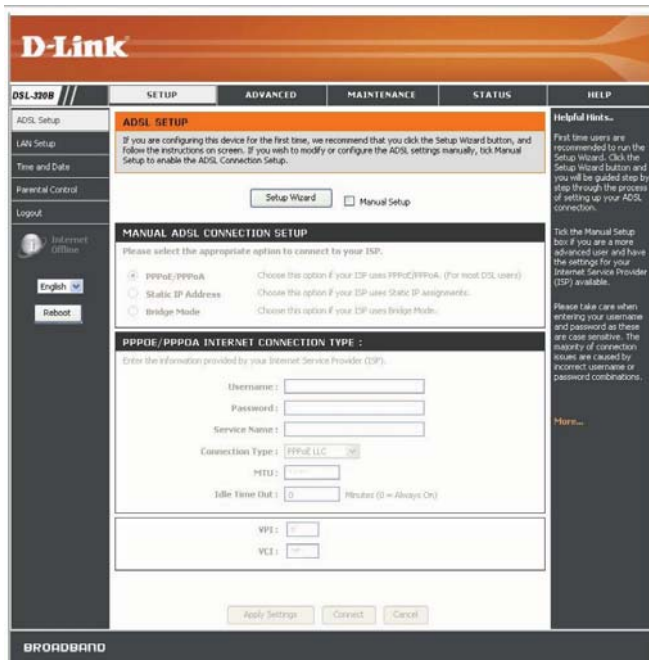 D-Link
DSL-320B
SETUP
ADVANCED
MAINTENANCE
STATUS
HELP
ADSL Setup
LAN Setup
Time and Date
Parental Control
Logout
Internet
Offline
English
Reboot
ADSL SETUP
If you are configuring this device for the first time, we recommend that you click the Setup Wizard button, and
follow the instructions on screen. If you wish to modify or configure the ADSL settings manually, tick Manual
Setup to enable the ADSL Connection Setup.
Setup Wizard
Manual Setup
MANUAL ADSL CONNECTION SETUP
Please select the appropriate option to connect to your ISP.
PPPoE/PPPoA
Choose this option if your ISP uses PPPoE/PPPoA. (For most DSL users)
Static IP Address
Choose this option if your ISP uses Static IP assignments.
Bridge Mode
Choose this option if your ISP uses Bridge Mode.
PPPOE/PPPOA INTERNET CONNECTION TYPE :
Enter the information provided by your Internet Service Provider (ISP).
Username :
Password :
Service Name :
Connection Type :
PPPoE LLC
MTU :
Idle Time Out :
0
Minutes (0 = Always On)
VPI :
VCI :
Apply Settings
Connect
Cancel
Helpful Hints..
First time users are
recommended to run the
Setup Wizard. Click the
Setup Wizard button and
you will be guided step by
step through the process
of setting up your ADSL
connection.
Tick the Manual Setup
box if you are a more
advanced user and have
the settings for your
Internet Service Provider
(ISP) available.
Please take care when
entering your username
and password as these
are case sensitive. The
majority of connection
issues are caused by
incorrect username or
password combinations.
More...
BROADBAND